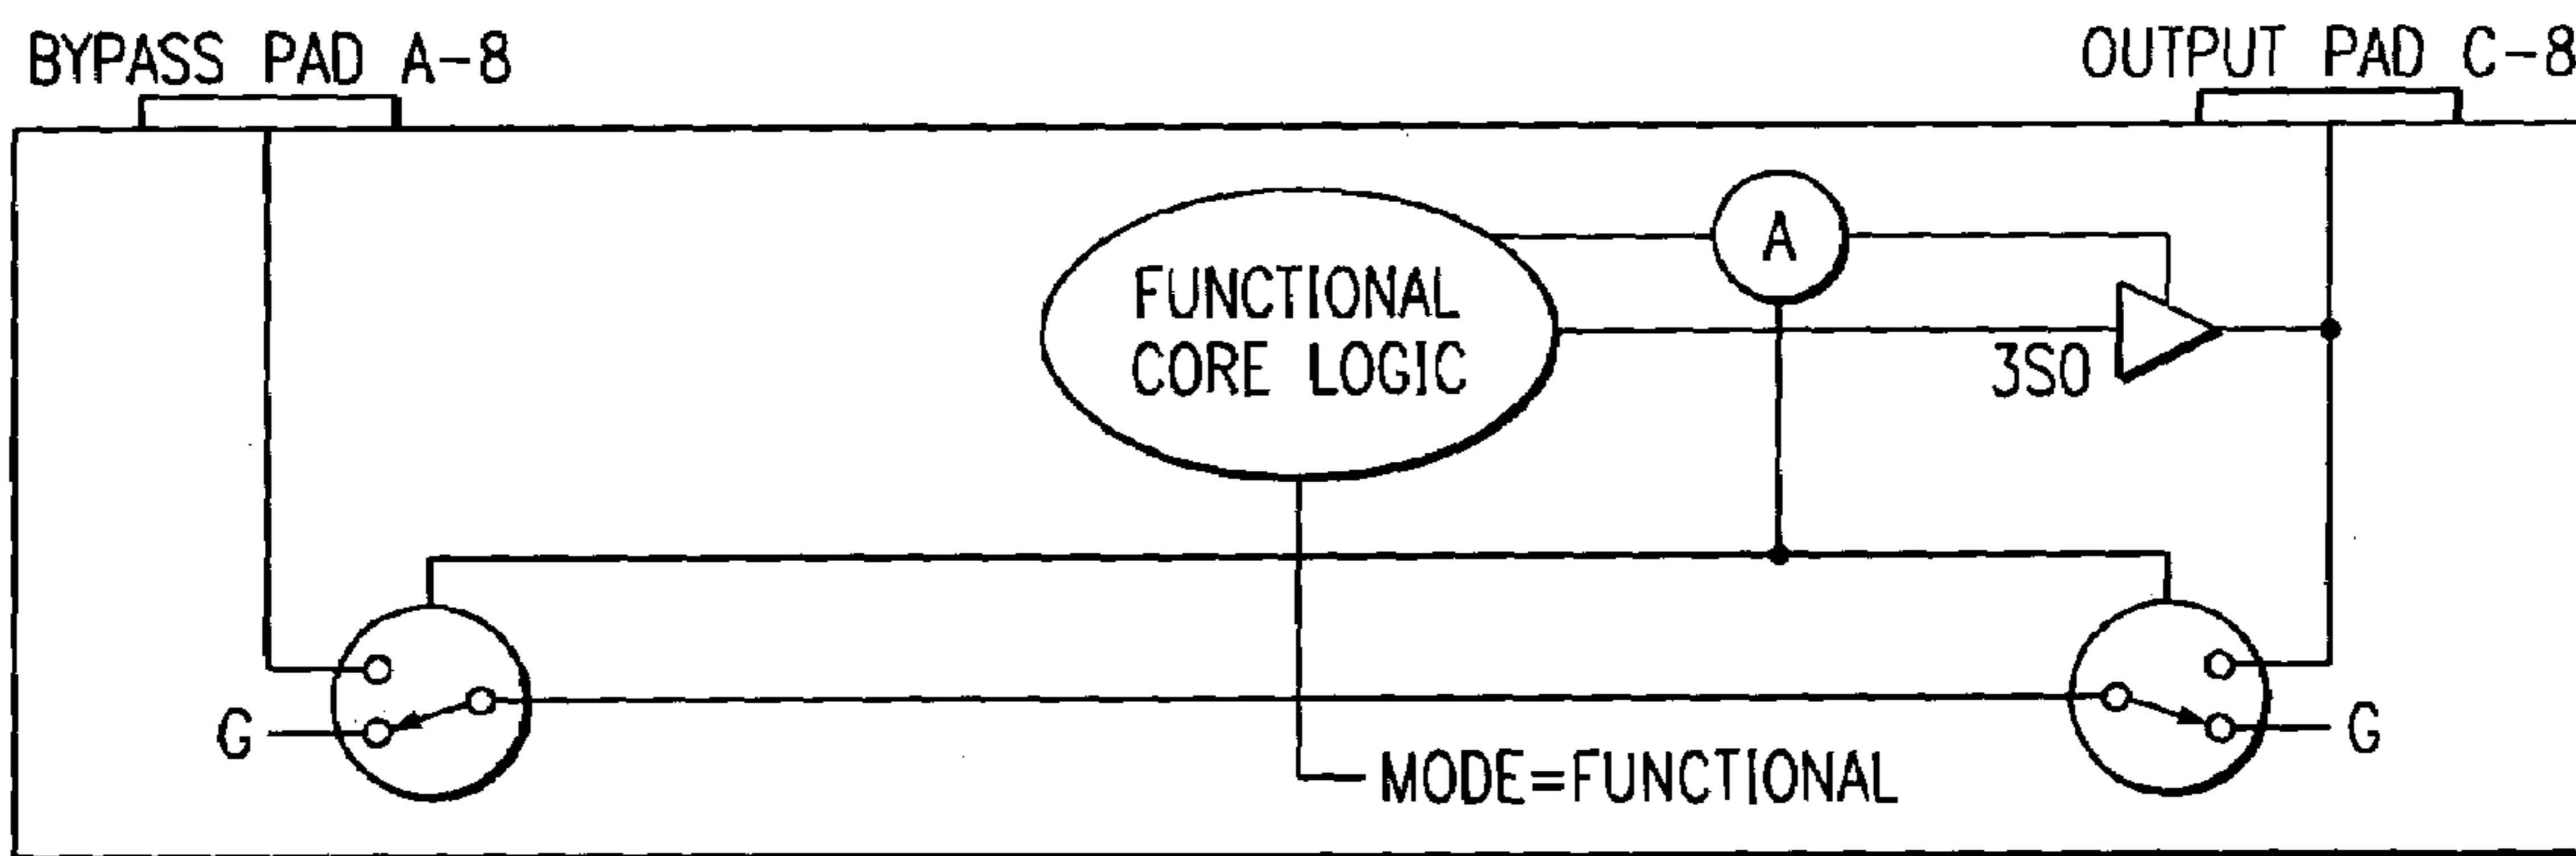 BYPASS PAD A-8
OUTPUT PAD C-8
A
FUNCTIONAL
CORE LOGIC
3SO
G
G
MODE=FUNCTIONAL